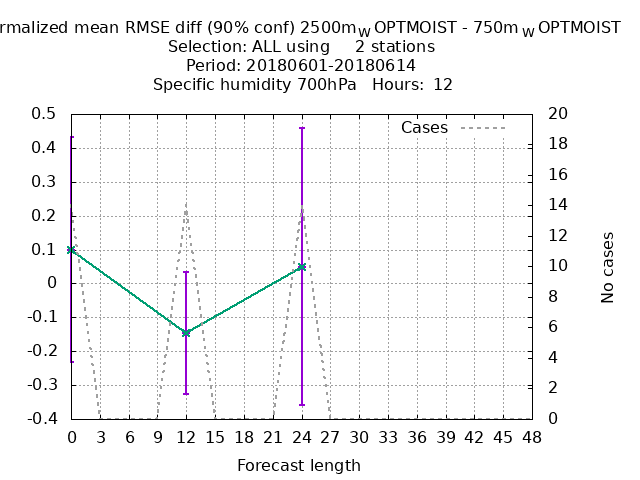 rmalized mean RMSE diff (90% conf) 2500m W OPTMOIST - 750m W OPTMOIST
Selection: ALL using 2 stations
Period: 20180601-20180614
Specific humidity 700hPa Hours: 12
Cases
0.5
0.4
0.3
0.2
0.1
0
-0.1
-0.2
-0.3
-0.4
20
18
16
14
12
10
8
6
4
2
0
No cases
0 3 6 9 12 15 18 21 24 27 30 33 36 39 42 45 48
Forecast length